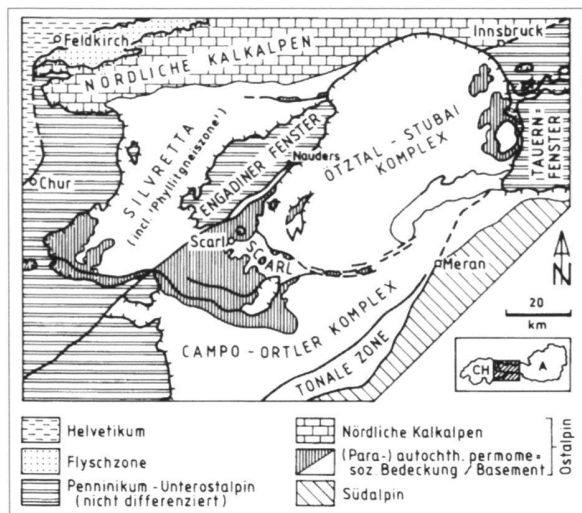 Feldkirch
Innsbruck
NÖRDLICHE KALKALPEN
SILVRETTA
(incl. 'Phyllitgneiszone')
ENGADINER FENSTER
Nauders
ÖTZTAL - STUBAI
KOMPLEX
TAUERN=
FENSTER
Chur
Scarl
SCARL
Meran
N
20
km
CAMPO - ORTLER KOMPLEX
TONALE ZONE
CH
A
Helvetikum
Flyschzone
Penninikum - Unterostalpin
(nicht differenziert)
Nördliche Kalkalpen
(Para-) autochth. permome=
soz. Bedeckung / Basement
Südalpin
Ostalpin